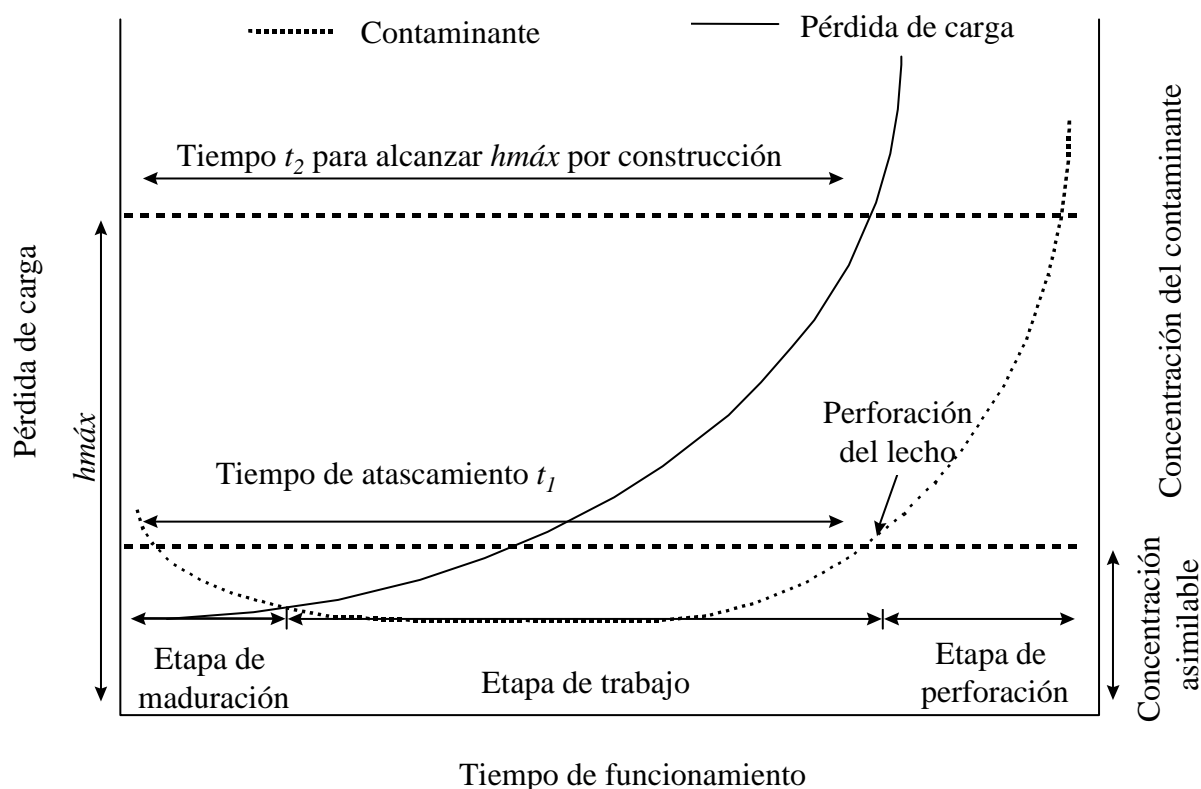 Contaminante
Pérdida de carga
Tiempo t2 para alcanzar hmáx por construcción
Pérdida de carga
hmáx
Concentración del contaminante
Perforación
del lecho
Tiempo de atascamiento t1
Concentración
asimilable
Etapa de
maduración
Etapa de trabajo
Etapa de
perforación
Tiempo de funcionamiento